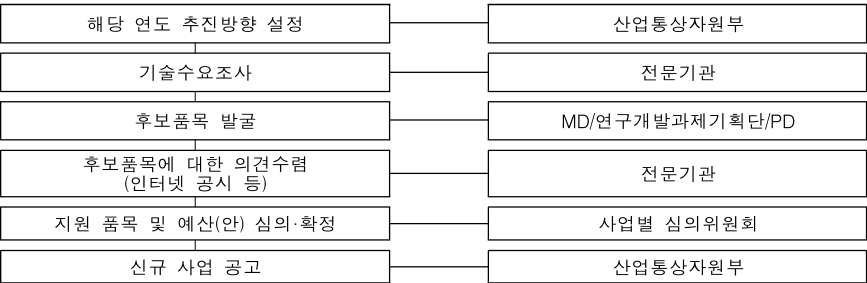 해당 연도 추진방향 설정
산업통상자원부
기술수요조사
전문기관
후보품목 발굴
MD/연구개발과제기획단/PD
후보품목에 대한 의견수렴
(인터넷 공시 등)
전문기관
지원 품목 및 예산(안) 심의·확정
사업별 심의위원회
신규 사업 공고
산업통상자원부